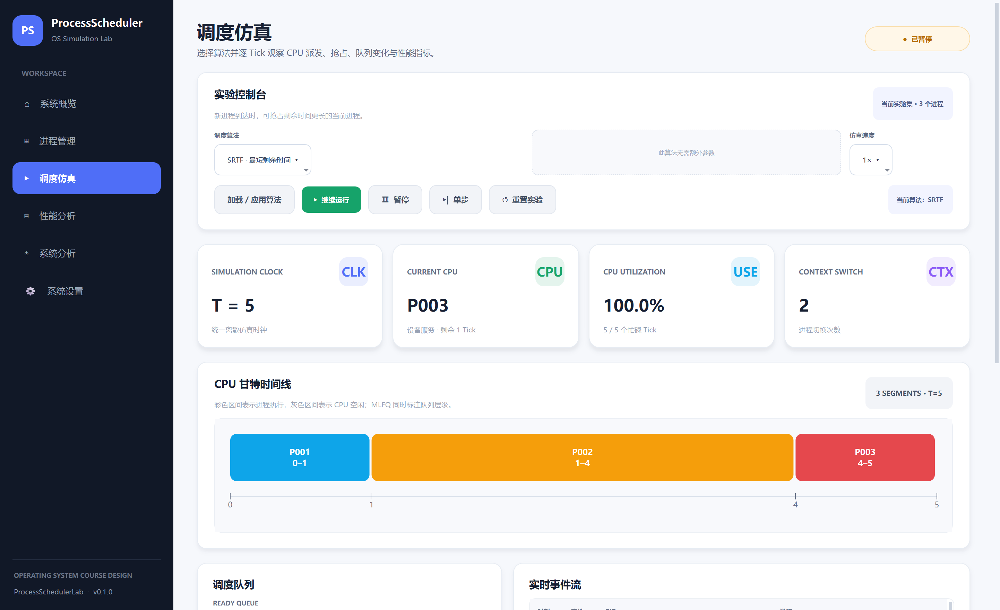 PS
ProcessScheduler
OS Simulation Lab
WORKSPACE
系统概览
进程管理
调度仿真
性能分析
系统分析
系统设置
OPERATING SYSTEM COURSE DESIGN
ProcessSchedulerLab · v0.1.0
调度仿真
选择算法并逐 Tick 观察 CPU 派发、抢占、队列变化与性能指标。
● 已暂停
实验控制台
新进程到达时，可抢占剩余时间更长的当前进程。
当前实验集 • 3 个进程
调度算法
SRTF · 最短剩余时间
此算法无需额外参数
仿真速度
1×
加载 / 应用算法
继续运行
暂停
单步
重置实验
当前算法：SRTF
SIMULATION CLOCK
CLK
T = 5
统一离散仿真时钟
CURRENT CPU
CPU
P003
设备服务 · 剩余 1 Tick
CPU UTILIZATION
USE
100.0%
5 / 5 个忙碌 Tick
CONTEXT SWITCH
CTX
2
进程切换次数
CPU 甘特时间线
彩色区间表示进程执行，灰色区间表示 CPU 空闲；MLFQ 同时标注队列层级。
3 SEGMENTS • T=5
P001
0–1
P002
1–4
P003
4–5
0
1
4
5
调度队列
READY QUEUE
实时事件流